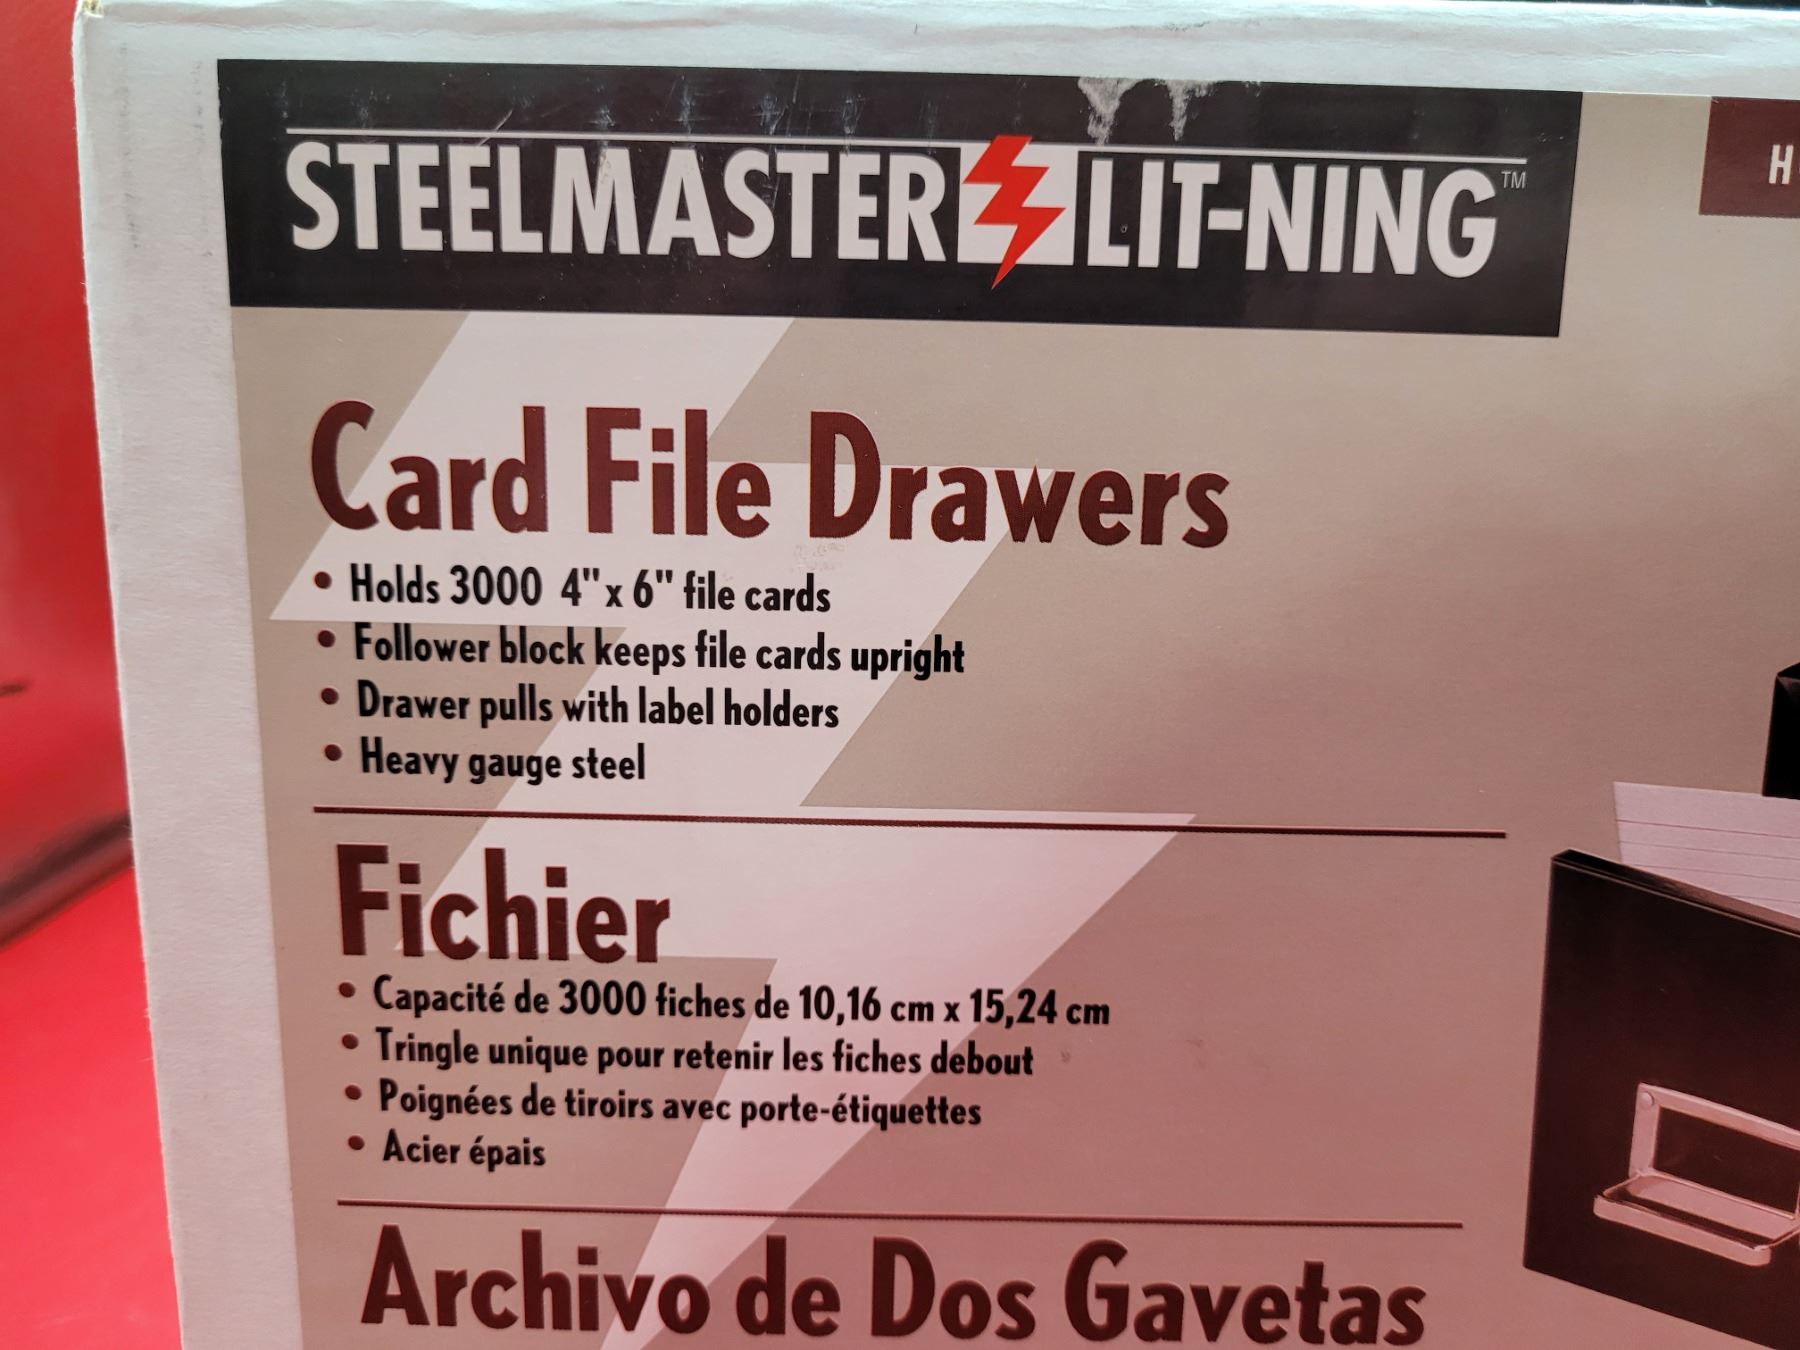 STEELMASTER LIT-NING™
Card File Drawers
• Holds 3000 4" x 6" file cards
• Follower block keeps file cards upright
• Drawer pulls with label holders
• Heavy gauge steel
Fichier
• Capacité de 3000 fiches de 10,16 cm x 15,24 cm
• Tringle unique pour retenir les fiches debout
• Poignées de tiroirs avec porte-étiquettes
• Acier épais
Archivo de Dos Gavetas